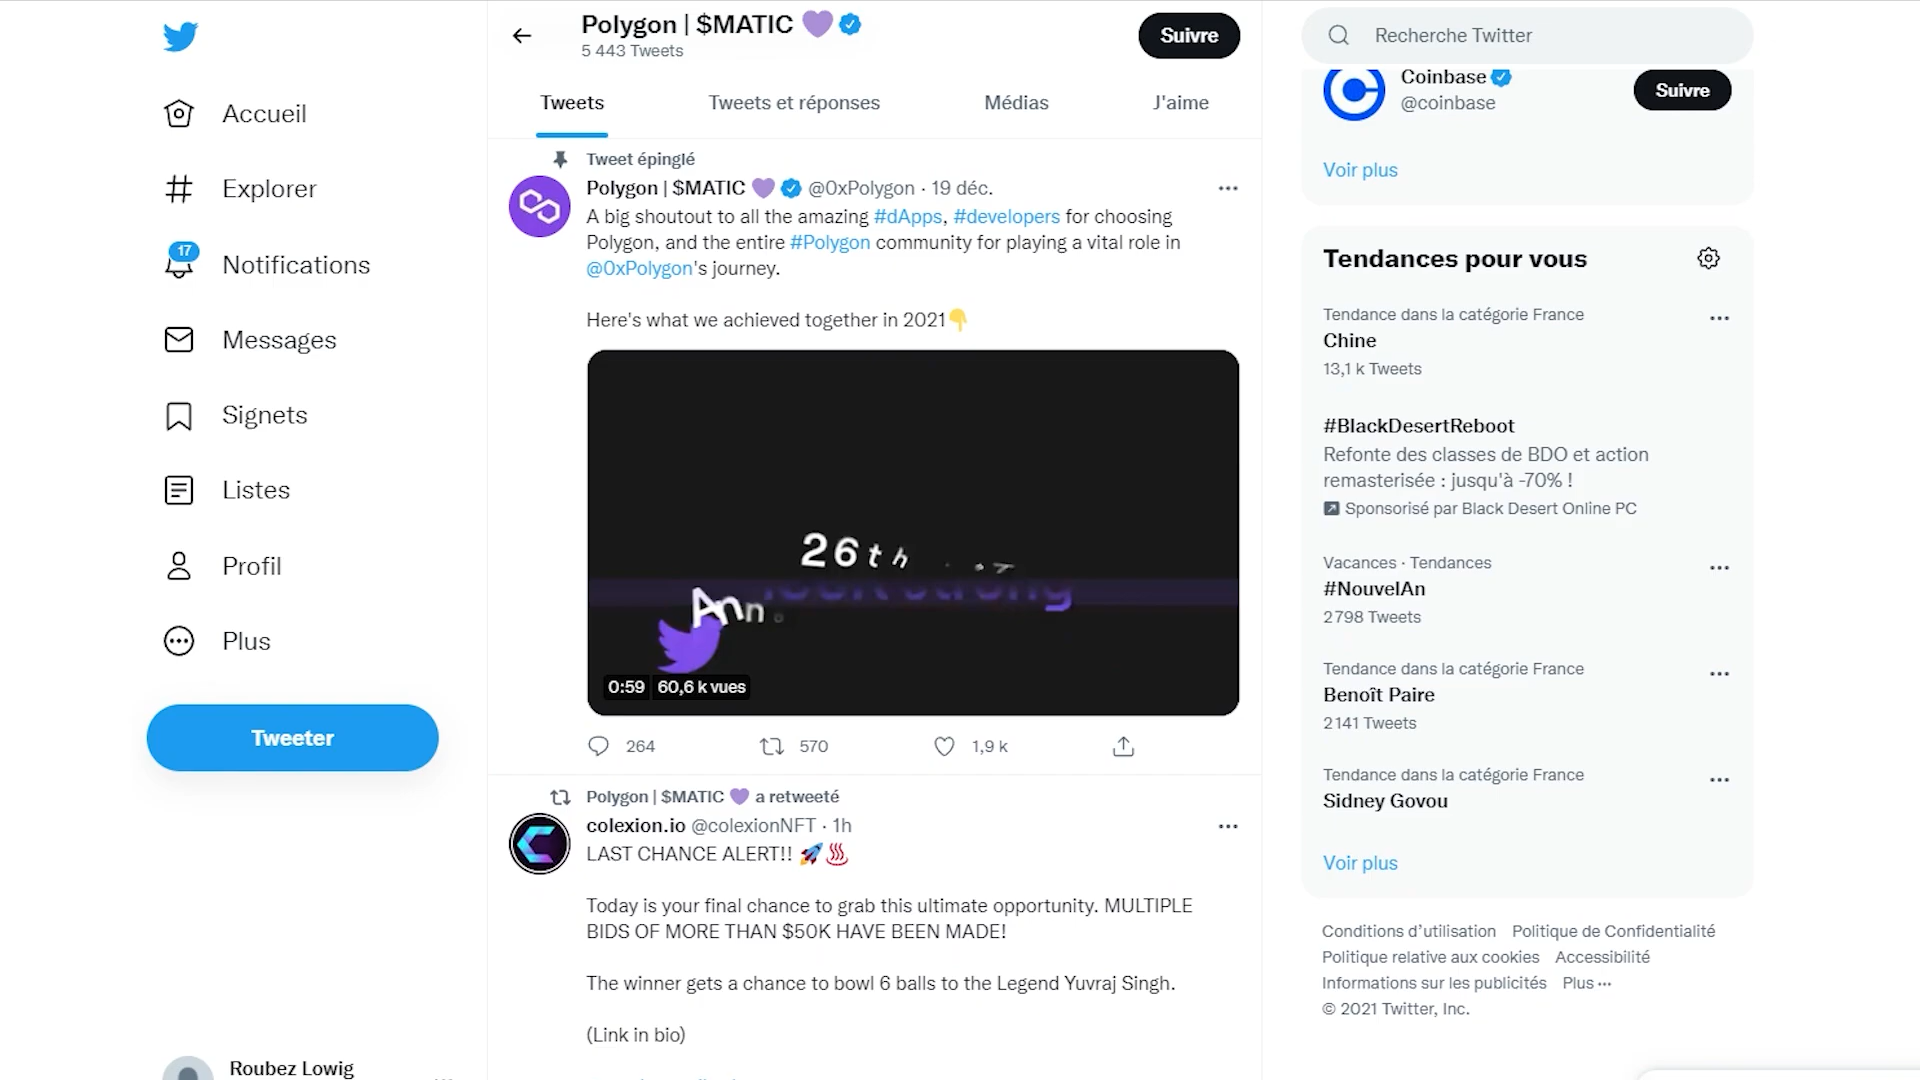 Accueil
Explorer
17
Notifications
Messages
Signets
Listes
Profil
Plus
Tweeter
Roubez Lowig
Polygon | $MATIC 💜
5 443 Tweets
Suivre
Tweets
Tweets et réponses
Médias
J'aime
Tweet épinglé
Polygon | $MATIC 💜 @0xPolygon · 19 déc.
A big shoutout to all the amazing #dApps, #developers for choosing
Polygon, and the entire #Polygon community for playing a vital role in
@0xPolygon's journey.
Here's what we achieved together in 2021👇
26th
Ann
0:59 60,6 k vues
264
570
1,9 k
Polygon | $MATIC 💜 a retweeté
colexion.io @colexionNFT · 1h
LAST CHANCE ALERT!! 🚀♨️
Today is your final chance to grab this ultimate opportunity. MULTIPLE
BIDS OF MORE THAN $50K HAVE BEEN MADE!
The winner gets a chance to bowl 6 balls to the Legend Yuvraj Singh.
(Link in bio)
Recherche Twitter
Coinbase
@coinbase
Suivre
Voir plus
Tendances pour vous
Tendance dans la catégorie France
Chine
13,1 k Tweets
#BlackDesertReboot
Refonte des classes de BDO et action
remasterisée : jusqu'à -70% !
Sponsorisé par Black Desert Online PC
Vacances · Tendances
#NouvelAn
2 798 Tweets
Tendance dans la catégorie France
Benoît Paire
2 141 Tweets
Tendance dans la catégorie France
Sidney Govou
Voir plus
Conditions d’utilisation Politique de Confidentialité
Politique relative aux cookies Accessibilité
Informations sur les publicités Plus ···
© 2021 Twitter, Inc.